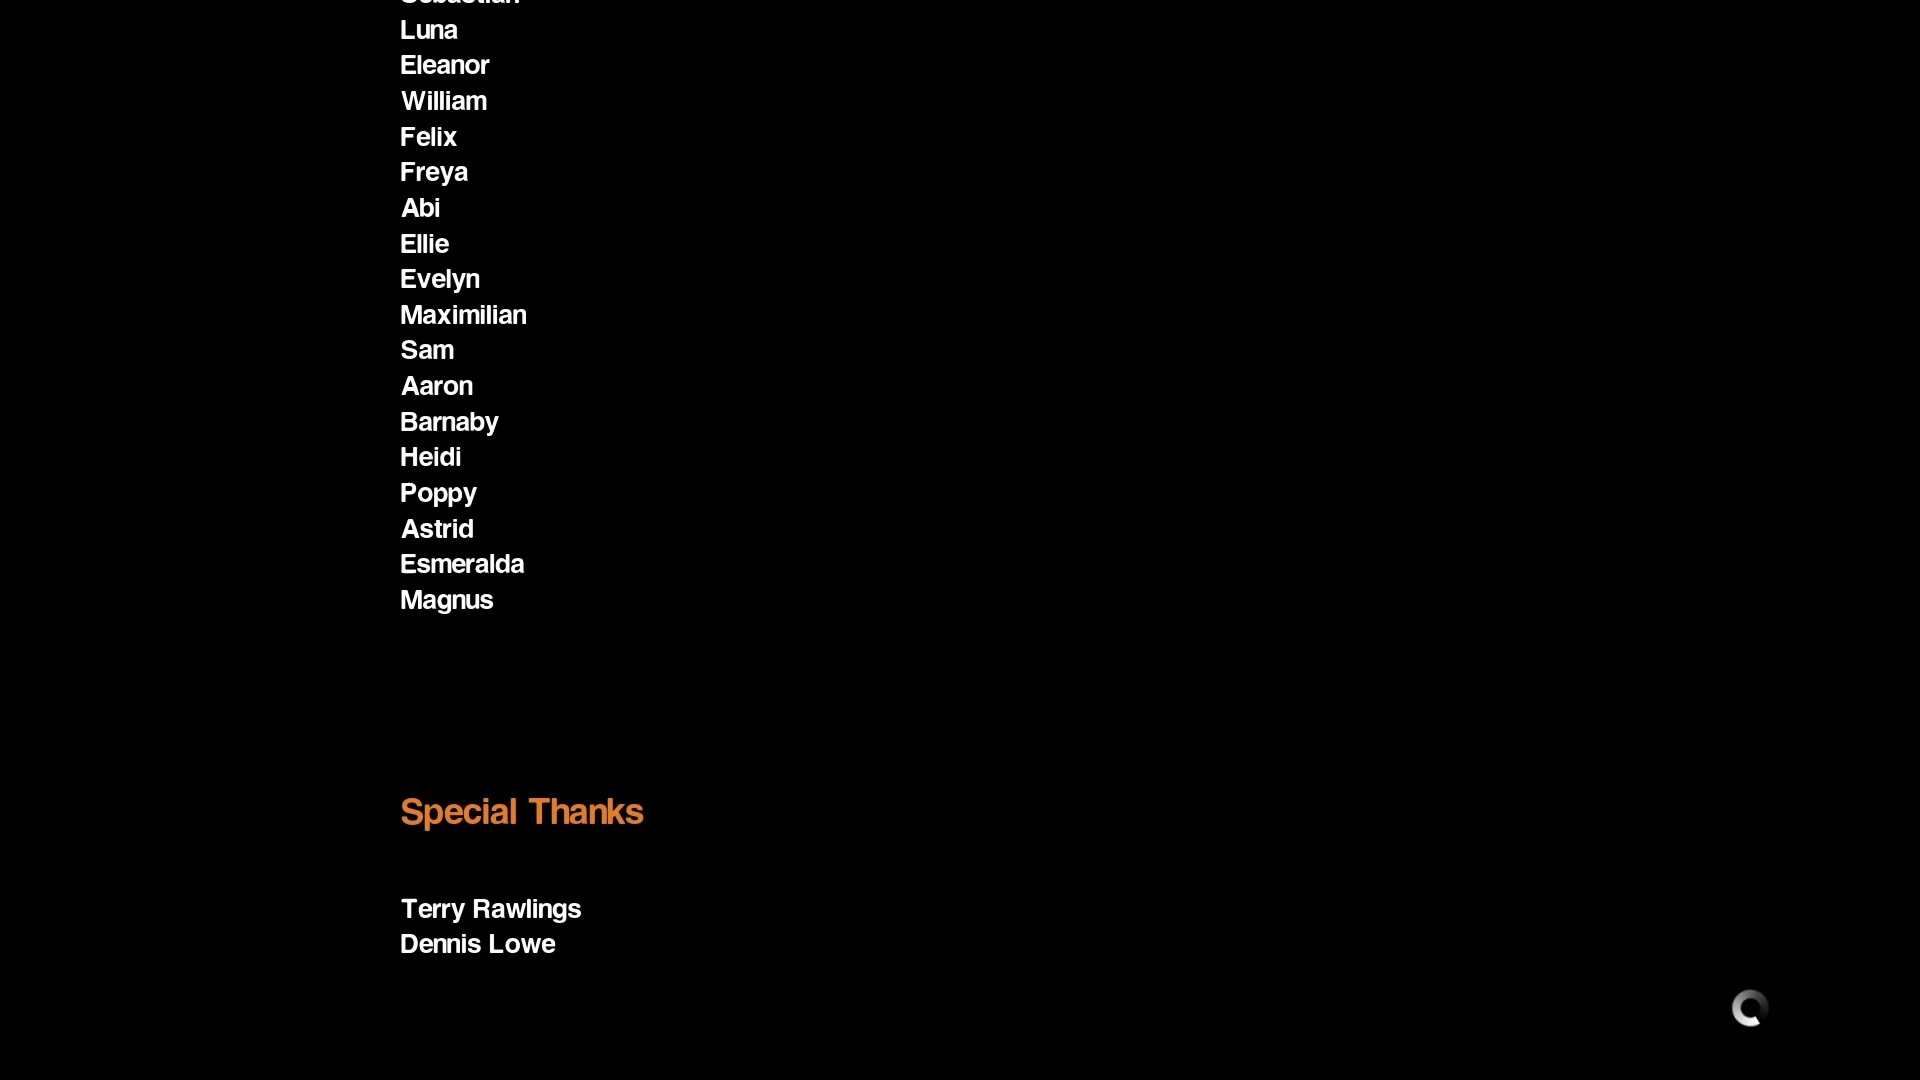 Sebastian
Luna
Eleanor
William
Felix
Freya
Abi
Ellie
Evelyn
Maximilian
Sam
Aaron
Barnaby
Heidi
Poppy
Astrid
Esmeralda
Magnus
Special Thanks
Terry Rawlings
Dennis Lowe